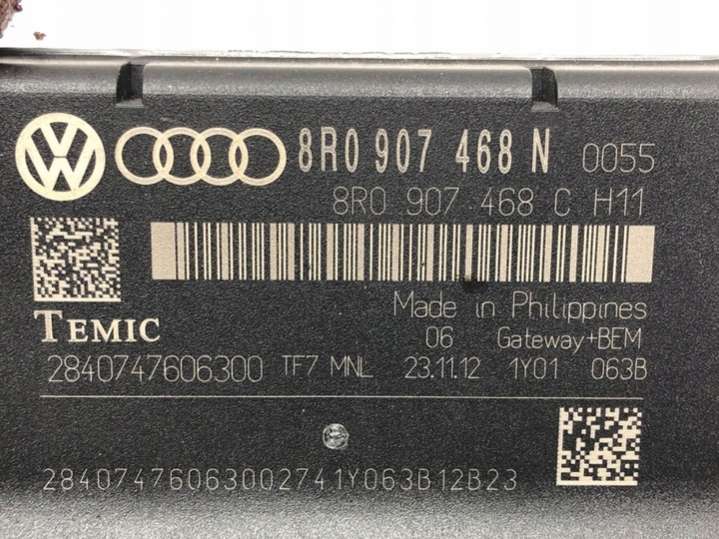 8R0 907 468 N 0055
8R0 907 468 C H11
Made in Philippines
TEMIC 06 Gateway+BEM
2840747606300 TF7 MNL 23.11.12 1Y01 063B
28407476063002741Y063B12B23